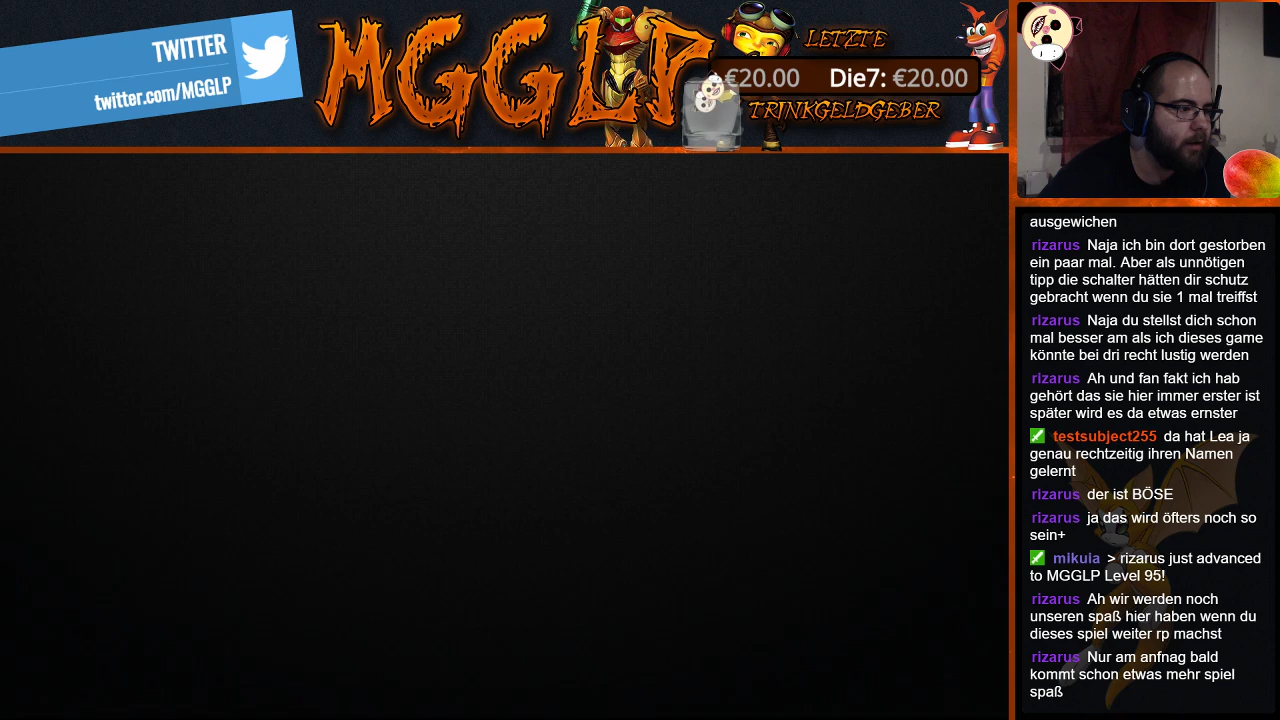 TWITTER
twitter.com/MGGLP
MGGLP
LETZTE
€20.00 Die7: €20.00
TRINKGELDGEBER
ausgewichen
rizarus Naja ich bin dort gestorben
ein paar mal. Aber als unnötigen
tipp die schalter hätten dir schutz
gebracht wenn du sie 1 mal treiffst
rizarus Naja du stellst dich schon
mal besser am als ich dieses game
könnte bei dri recht lustig werden
rizarus Ah und fan fakt ich hab
gehört das sie hier immer erster ist
später wird es da etwas ernster
testsubject255 da hat Lea ja
genau rechtzeitig ihren Namen
gelernt
rizarus der ist BÖSE
rizarus ja das wird öfters noch so
sein+
mikuia > rizarus just advanced
to MGGLP Level 95!
rizarus Ah wir werden noch
unseren spaß hier haben wenn du
dieses spiel weiter rp machst
rizarus Nur am anfnag bald
kommt schon etwas mehr spiel
spaß